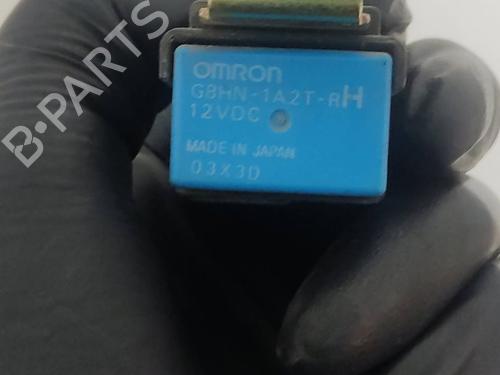 B-PARTS
OMRON
G8HN-1A2T-RH
12VDC
MADE IN JAPAN
03X3D